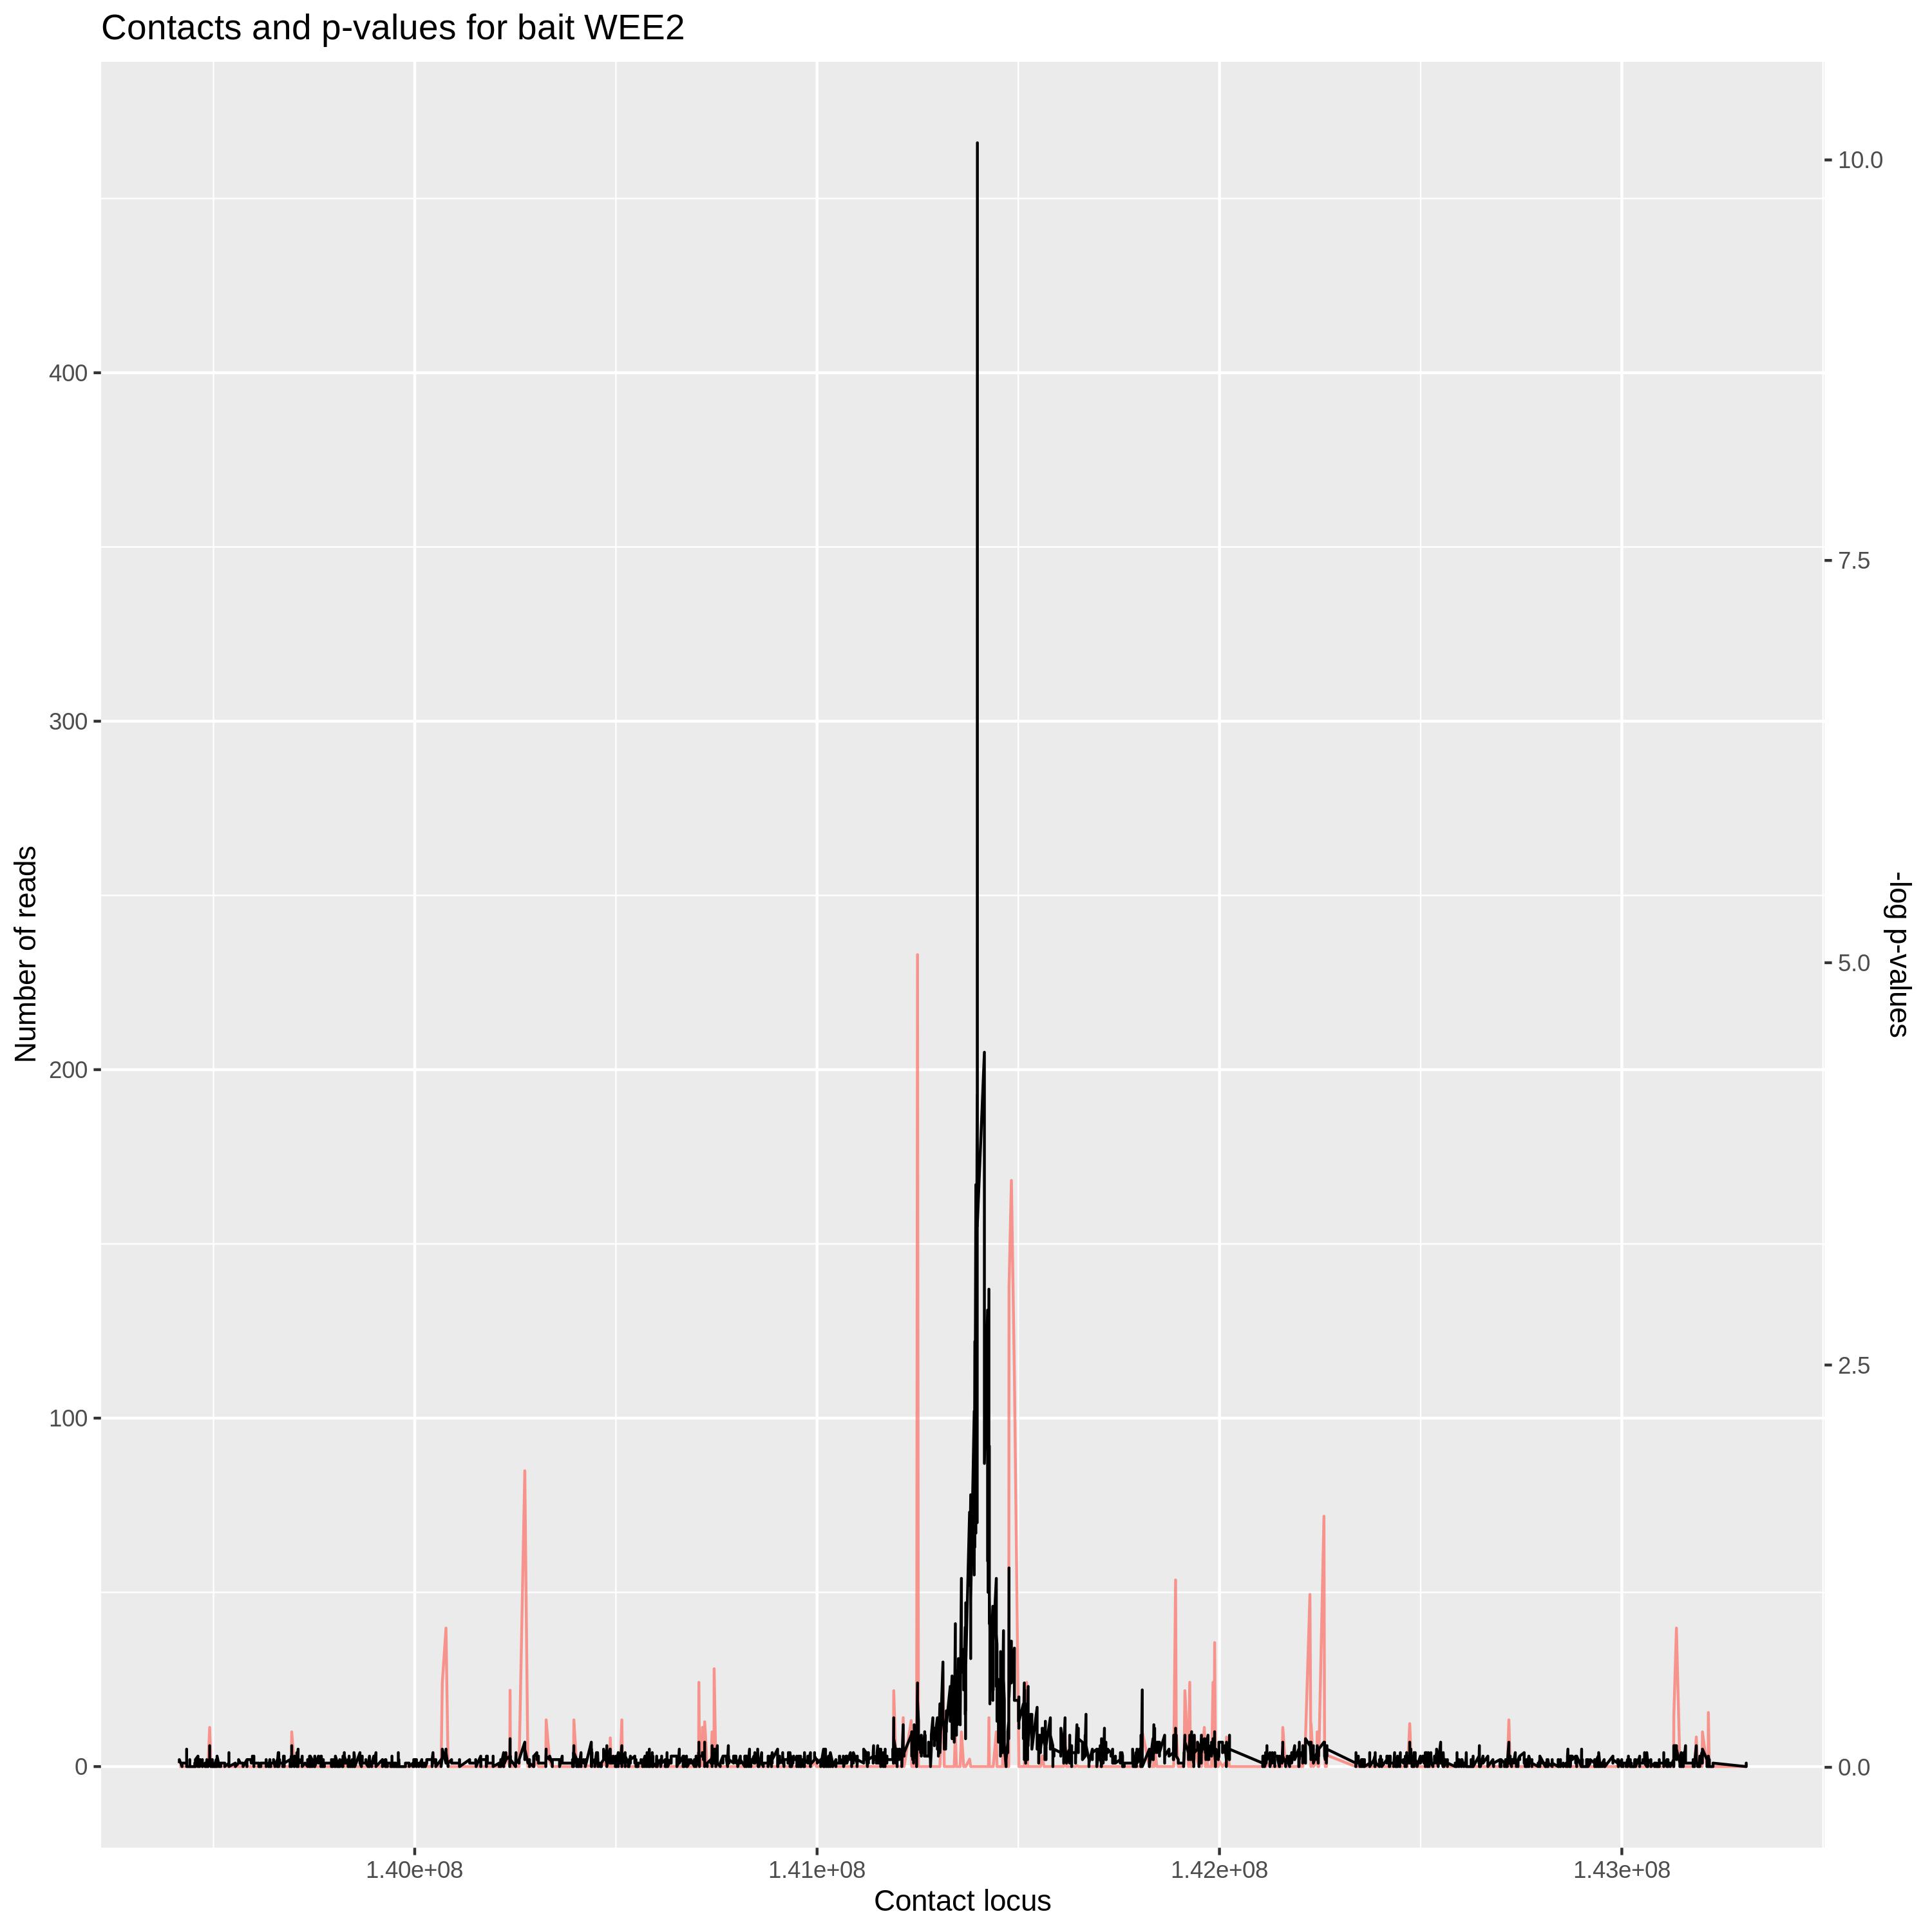 Contacts and p-values for bait WEE2
Number of reads
400
300
200
100
0
10.0
7.5
5.0
2.5
0.0
-log p-values
1.40e+08
1.41e+08
1.42e+08
1.43e+08
Contact locus